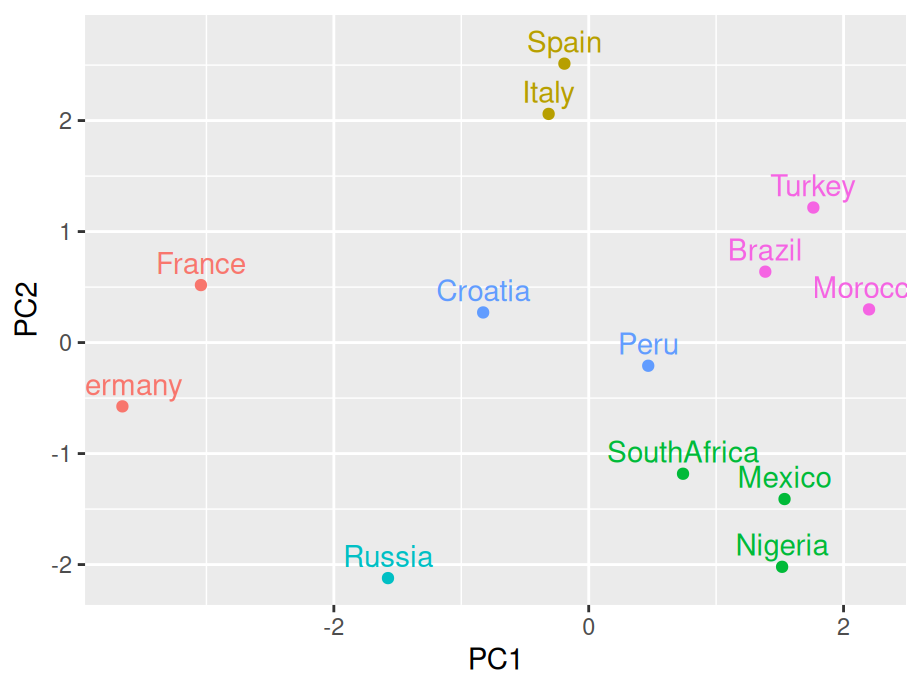 Spain
Italy
2
Turkey
1
Brazil
France
Morocc
Croatia
PC2
0
Peru
ermany
-1
SouthAfrica
Mexico
Nigeria
Russia
-2
-2
0
2
PC1